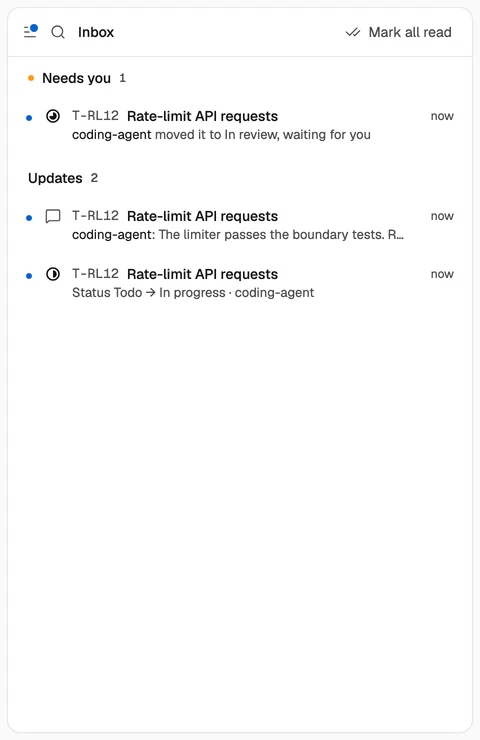 Inbox
Mark all read
Needs you 1
T-RL12 Rate-limit API requests now
coding-agent moved it to In review, waiting for you
Updates 2
T-RL12 Rate-limit API requests now
coding-agent: The limiter passes the boundary tests. R...
T-RL12 Rate-limit API requests now
Status Todo → In progress · coding-agent